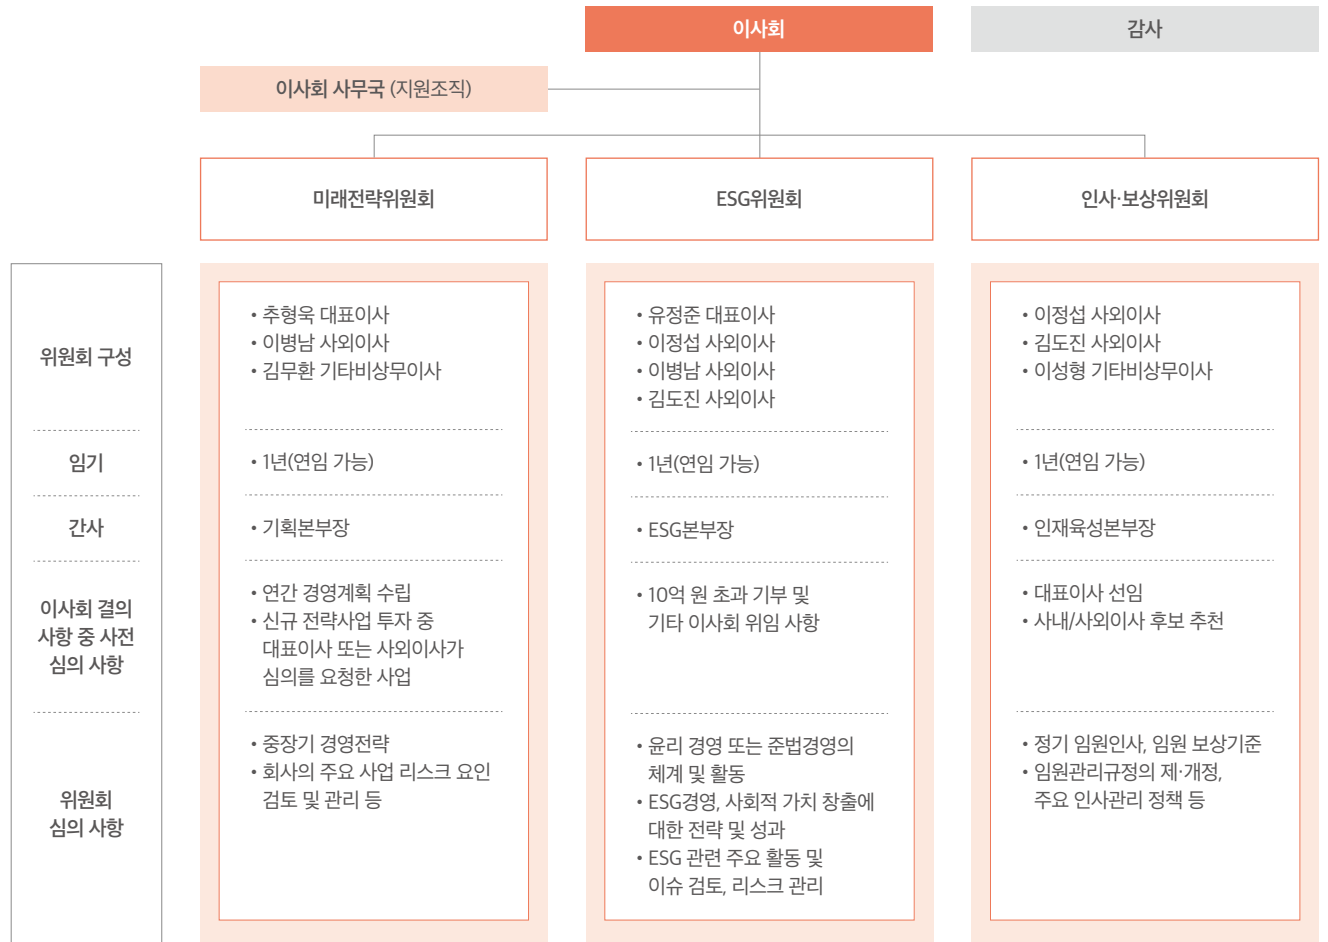 이사회
감사
이사회 사무국 (지원조직)
미래전략위원회
ESG위원회
인사·보상위원회
위원회 구성
• 추형욱 대표이사
• 이병남 사외이사
• 김무환 기타비상무이사
• 유정준 대표이사
• 이정섭 사외이사
• 이병남 사외이사
• 김도진 사외이사
• 이정섭 사외이사
• 김도진 사외이사
• 이성형 기타비상무이사
임기
• 1년(연임 가능)
• 1년(연임 가능)
• 1년(연임 가능)
간사
• 기획본부장
• ESG본부장
• 인재육성본부장
이사회 결의
사항 중 사전
심의 사항
• 연간 경영계획 수립
• 신규 전략사업 투자 중
대표이사 또는 사외이사가
심의를 요청한 사업
• 10억 원 초과 기부 및
기타 이사회 위임 사항
• 대표이사 선임
• 사내/사외이사 후보 추천
위원회
심의 사항
• 중장기 경영전략
• 회사의 주요 사업 리스크 요인
검토 및 관리 등
• 윤리 경영 또는 준법경영의
체계 및 활동
• ESG경영, 사회적 가치 창출에
대한 전략 및 성과
• ESG 관련 주요 활동 및
이슈 검토, 리스크 관리
• 정기 임원인사, 임원 보상기준
• 임원관리규정의 제·개정,
주요 인사관리 정책 등